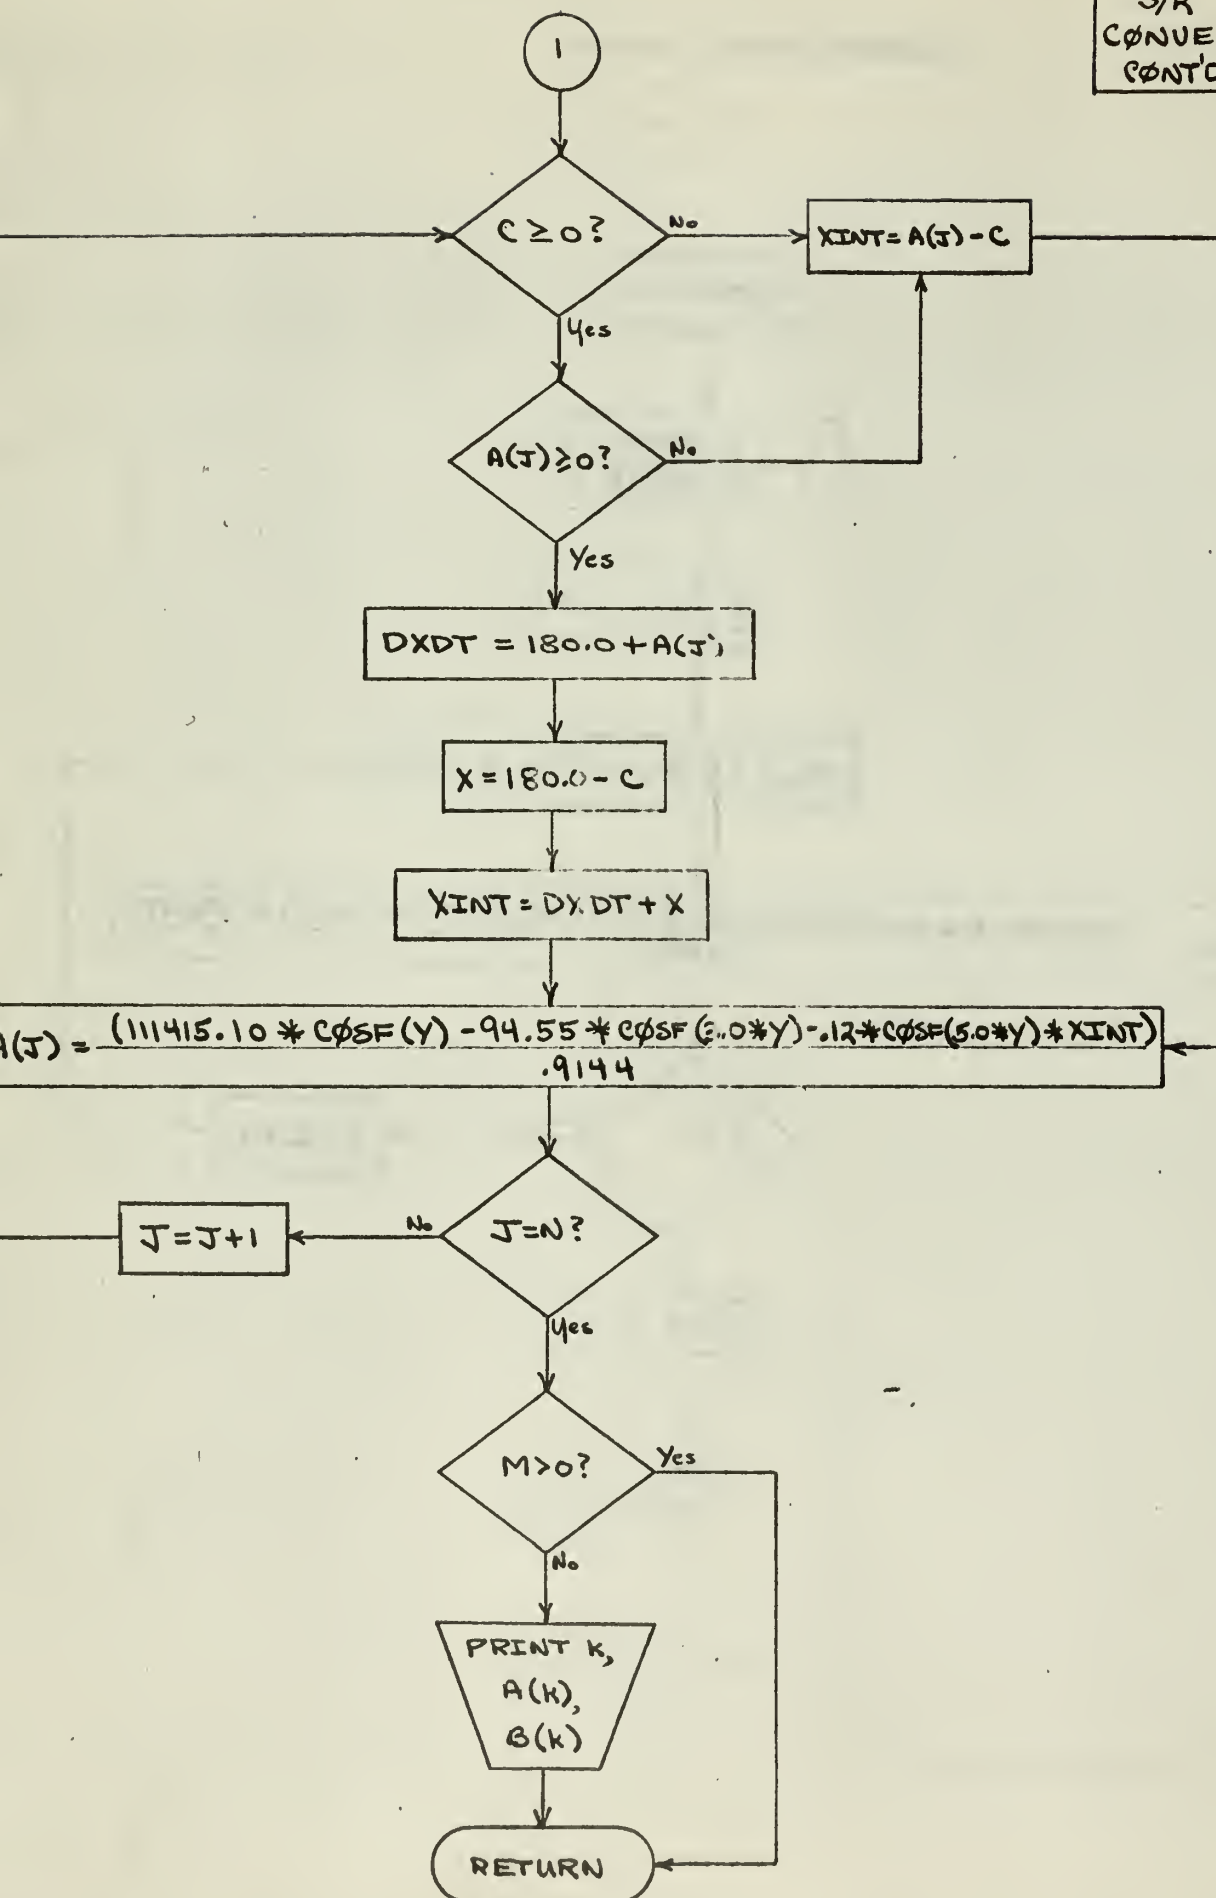 1
S/R
CØNVE
CØNT'D
C ≥ 0?
No
XINT = A(J) - C
Yes
A(J) ≥ 0?
No
Yes
DXDT = 180.0 + A(J)
X = 180.0 - C
XINT = DXDT + X
A(J) = (111415.10 * CØSF(Y) - 94.55 * CØSF( .0*Y) - .12*CØSF(5.0*Y) * XINT)
.9144
J=N?
No
J = J+1
Yes
M>0?
Yes
No
PRINT K,
A(K),
B(K)
RETURN